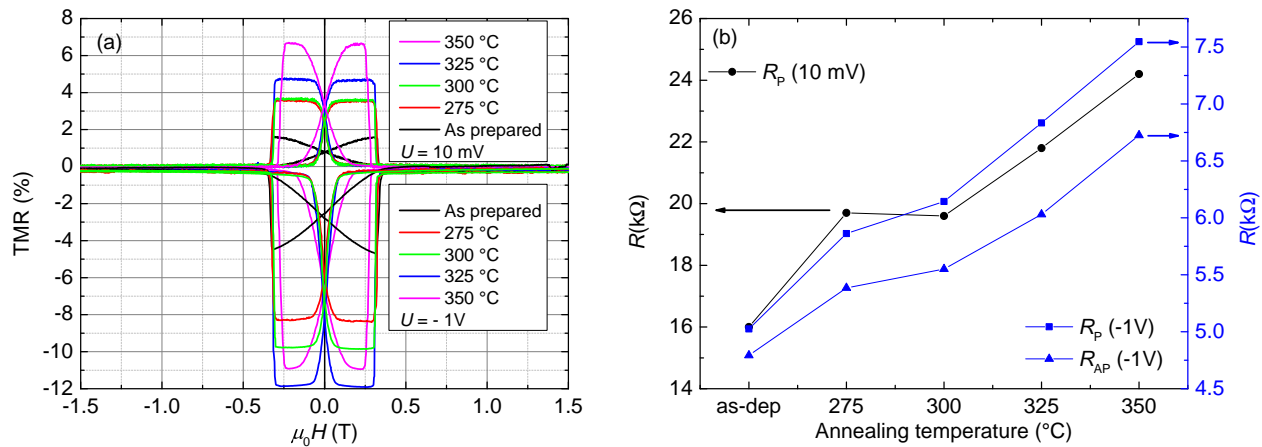 (a)
TMR (%)
8
6
4
2
0
-2
-4
-6
-8
-10
-12
350 °C
325 °C
300 °C
275 °C
As prepared
U = 10 mV
As prepared
275 °C
300 °C
325 °C
350 °C
U = - 1V
-1.5 -1.0 -0.5 0.0 0.5 1.0 1.5
μ₀H (T)
(b)
R(kΩ)
26
24
22
20
18
16
14
R_P (10 mV)
R_P (-1V)
R_AP (-1V)
7.5
7.0
6.5
6.0
5.5
5.0
4.5
R(kΩ)
as-dep 275 300 325 350
Annealing temperature (°C)